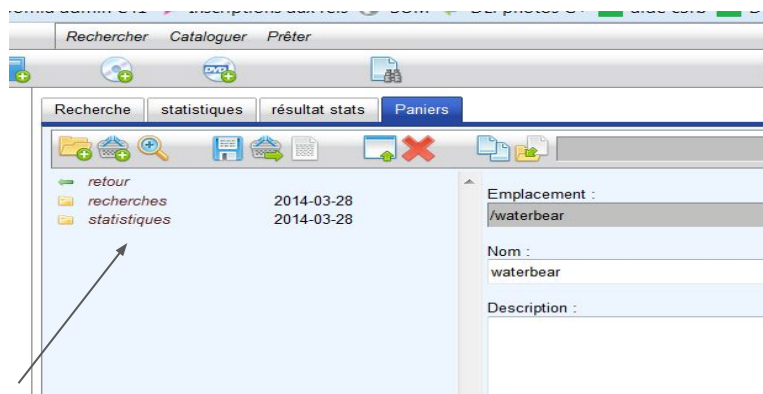 Rechercher Cataloguer Prêter
DVD
Recherche statistiques résultat stats Paniers
retour
recherches 2014-03-28
statistiques 2014-03-28
Emplacement :
/waterbear
Nom :
waterbear
Description :